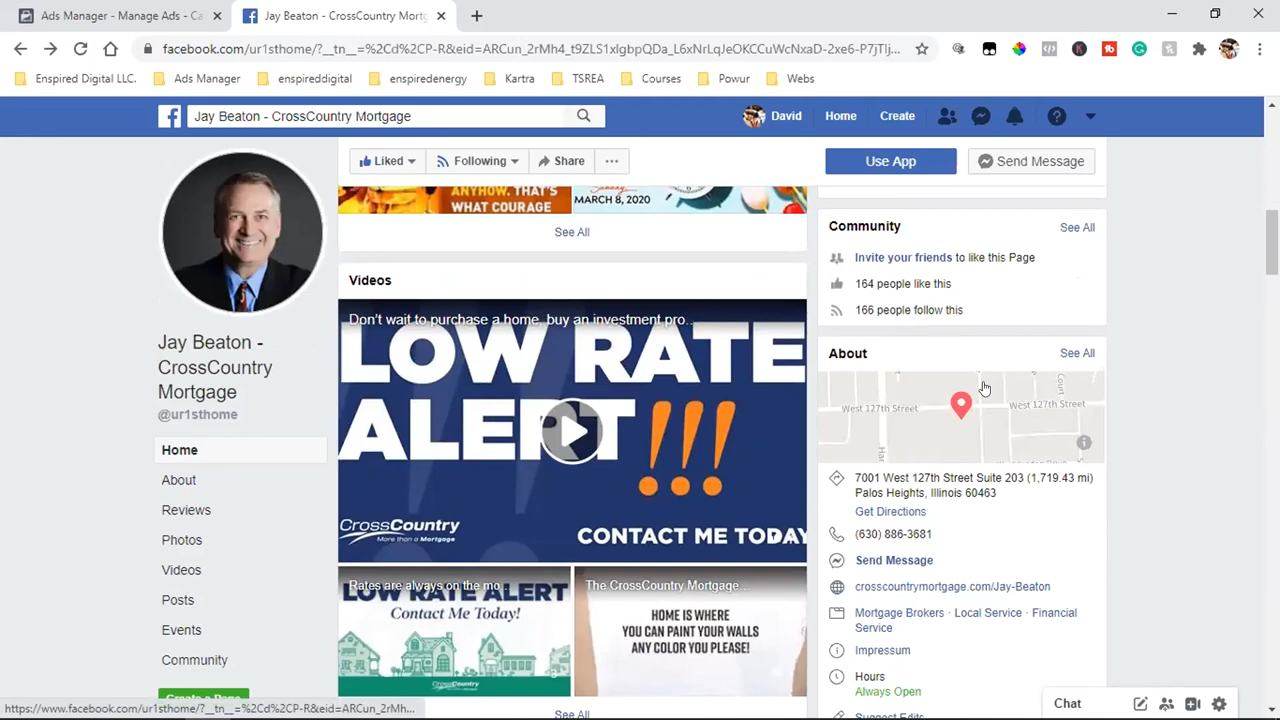 Ads Manager - Manage Ads - Ca
Jay Beaton - CrossCountry Mortg
facebook.com/ur1sthome/?__tn__=%2Cd%2CP-R&eid=ARCun_2rMh4_t9ZLS1xIgbpQDa_L6xNrLqJeOKCCuWcNxaD-2xe6-P7jTlj...
Enspired Digital LLC.
Ads Manager
enspireddigital
enspiredenergy
Kartra
TSREA
Courses
Powur
Webs
Jay Beaton - CrossCountry Mortgage
David
Home
Create
Liked
Following
Share
Use App
Send Message
ANYHOW. THAT'S
WHAT COURAGE
Sunday
MARCH 8, 2020
See All
Community
See All
Invite your friends to like this Page
164 people like this
166 people follow this
Videos
Don't wait to purchase a home, buy an investment pro...
LOW RATE
ALERT!!!
CrossCountry
More than a Mortgage
CONTACT ME TODAY
Rates are always on the mo...
LOW RATE ALERT
Contact Me Today!
CrossCountry
The CrossCountry Mortgage...
HOME IS WHERE
YOU CAN PAINT YOUR WALLS
ANY COLOR YOU PLEASE!
See All
About
See All
West 127th Street
West 127th Street
Court
7001 West 127th Street Suite 203 (1,719.43 mi)
Palos Heights, Illinois 60463
Get Directions
(630) 886-3681
Send Message
crosscountrymortgage.com/Jay-Beaton
Mortgage Brokers · Local Service · Financial
Service
Impressum
Hours
Always Open
Suggest Edits
Jay Beaton -
CrossCountry
Mortgage
@ur1sthome
Home
About
Reviews
Photos
Videos
Posts
Events
Community
Create a Page
Chat
https://www.facebook.com/ur1sthome/?__tn__=%2Cd%2CP-R&eid=ARCun_2rMh...